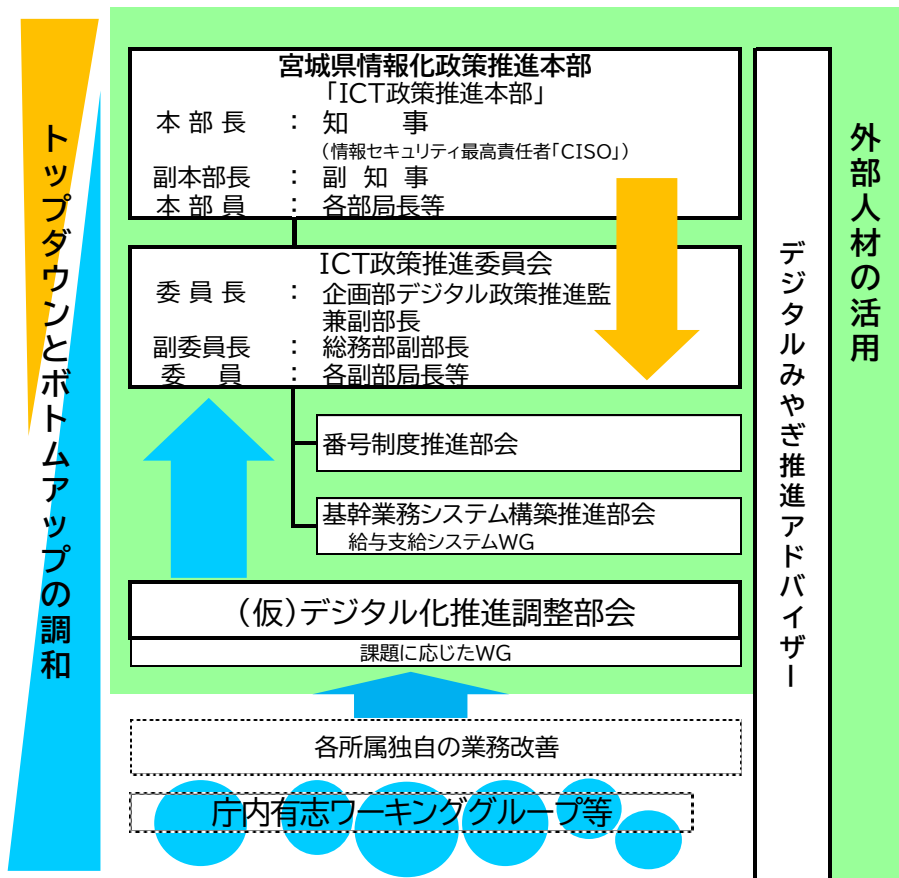 宮城県情報化政策推進本部
「ICT政策推進本部」
本 部 長 ： 知 事
（情報セキュリティ最高責任者「CISO」）
副本部長 ： 副 知 事
本 部 員 ： 各部局長等
ICT政策推進委員会
委 員 長 ： 企画部デジタル政策推進監
兼副部長
副委員長 ： 総務部副部長
委 員 ： 各副部局長等
番号制度推進部会
基幹業務システム構築推進部会
給与支給システムWG
（仮）デジタル化推進調整部会
課題に応じたWG
各所属独自の業務改善
庁内有志ワーキンググループ等
トップダウンとボトムアップの調和
デジタルみやぎ推進アドバイザー
外部人材の活用